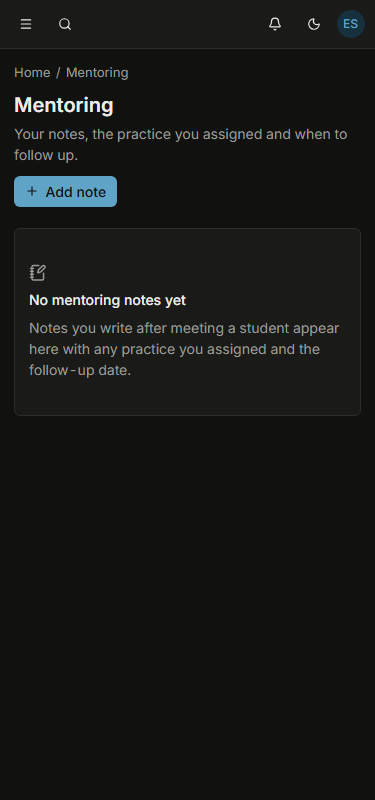 ES
Home / Mentoring
Mentoring
Your notes, the practice you assigned and when to
follow up.
+ Add note
No mentoring notes yet
Notes you write after meeting a student appear
here with any practice you assigned and the
follow-up date.